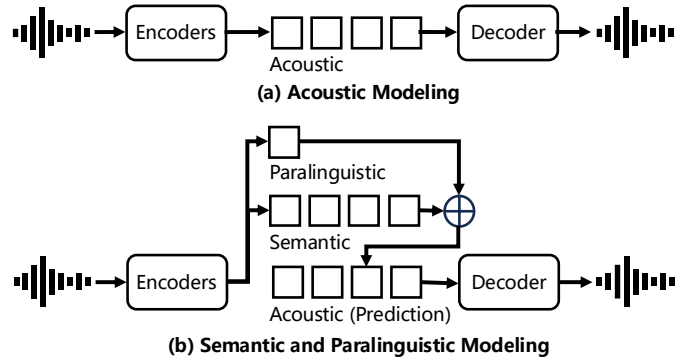 Encoders
Decoder
Acoustic
(a) Acoustic Modeling
Paralinguistic
Semantic
Encoders
Decoder
Acoustic (Prediction)
(b) Semantic and Paralinguistic Modeling